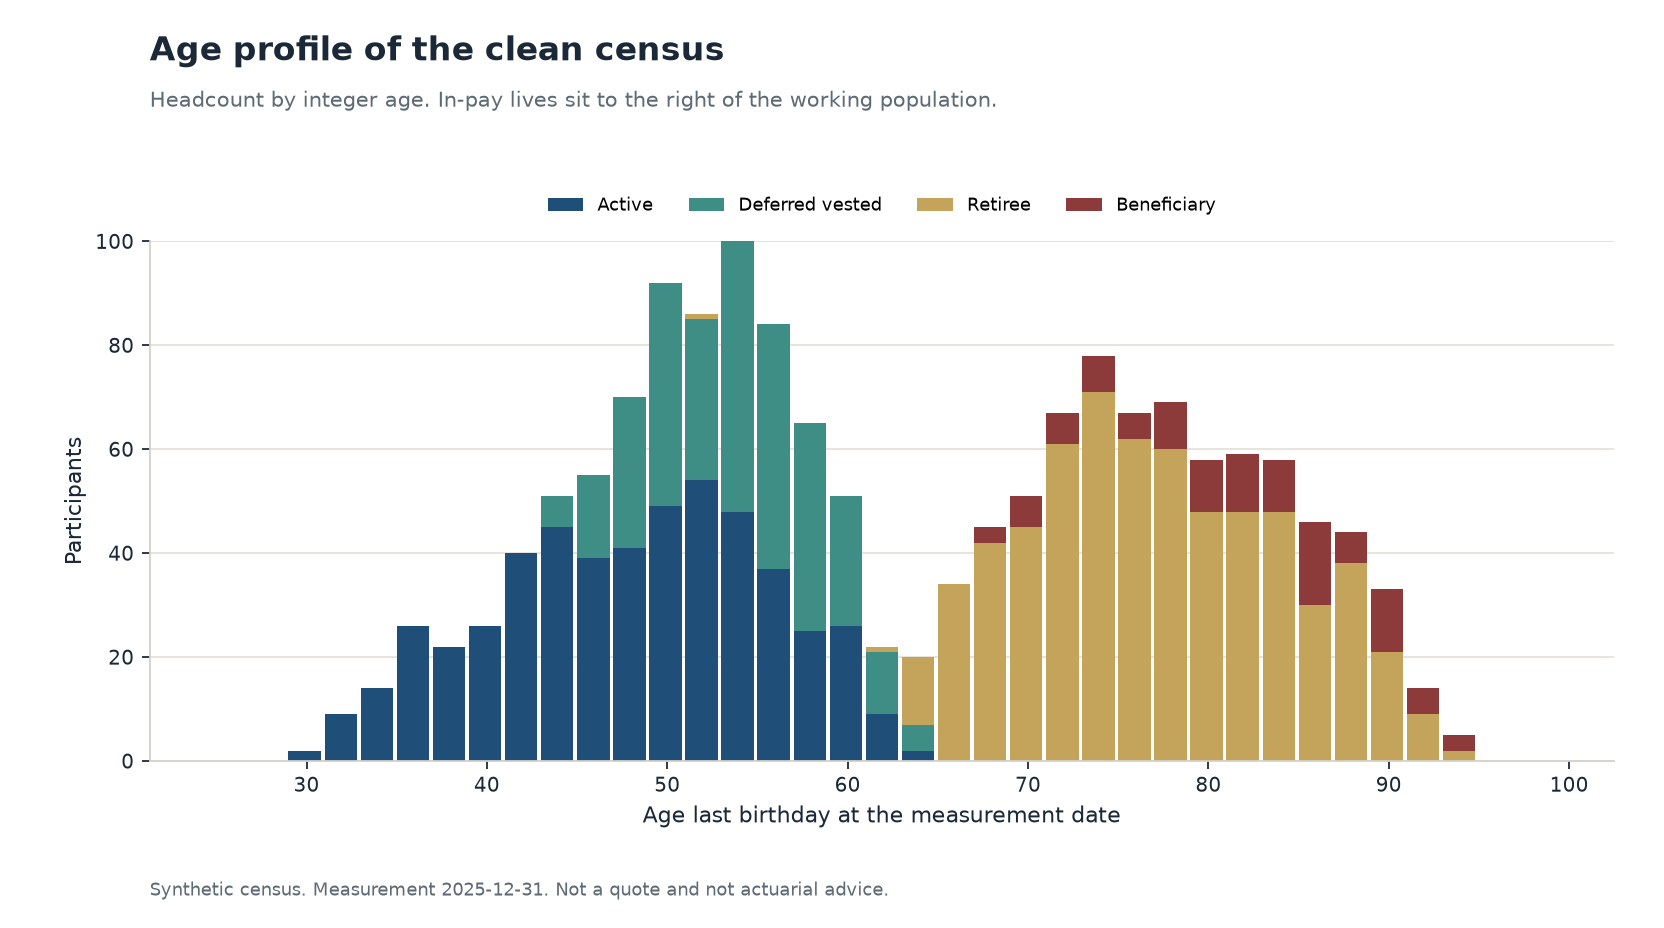 Age profile of the clean census
Headcount by integer age. In-pay lives sit to the right of the working population.
Active Deferred vested Retiree Beneficiary
100
80
60
40
20
0
Participants
30 40 50 60 70 80 90 100
Age last birthday at the measurement date
Synthetic census. Measurement 2025-12-31. Not a quote and not actuarial advice.